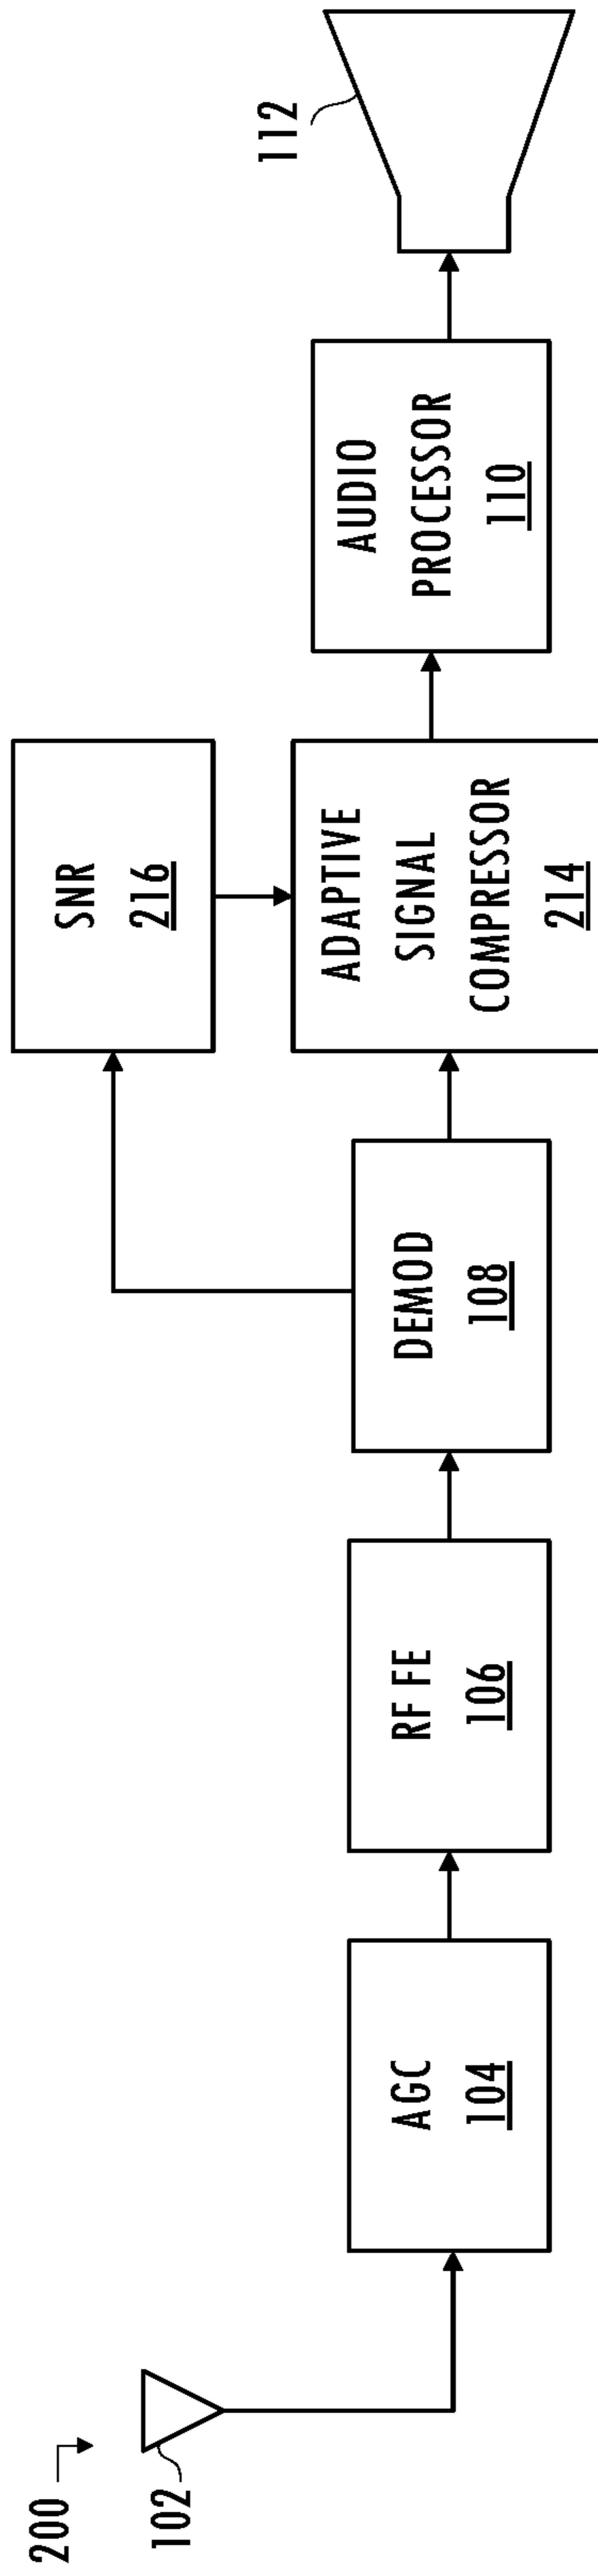 200
102
AGC
104
RF FE
106
DEMOD
108
SNR
216
ADAPTIVE
SIGNAL
COMPRESSOR
214
AUDIO
PROCESSOR
110
112